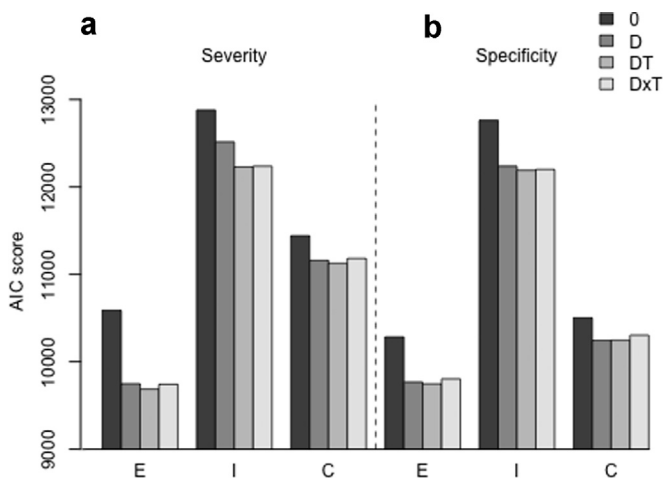 a
b
Severity
Specificity
0
D
DT
DxT
AIC score
13000
12000
11000
10000
9000
E
I
C
E
I
C